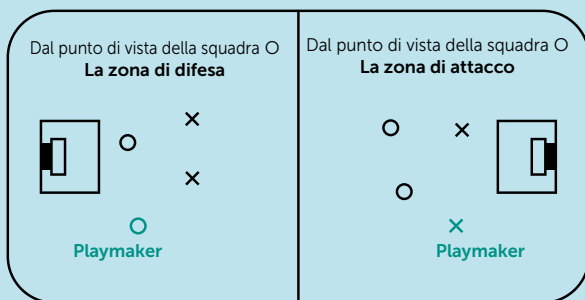 Dal punto di vista della squadra O
La zona di difesa
Playmaker
Dal punto di vista della squadra O
La zona di attacco
Playmaker